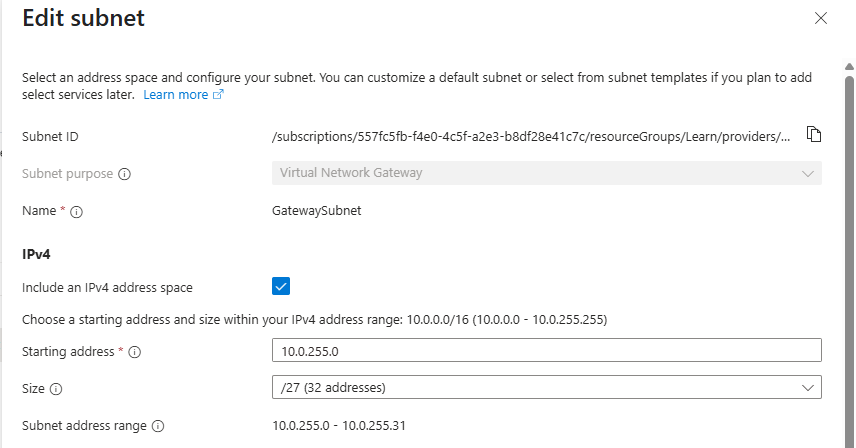 Edit subnet
Select an address space and configure your subnet. You can customize a default subnet or select from subnet templates if you plan to add
select services later. Learn more
Subnet ID
/subscriptions/557fc5fb-f4e0-4c5f-a2e3-b8df28e41c7c/resourceGroups/Learn/providers/...
Subnet purpose
Virtual Network Gateway
Name *
GatewaySubnet
IPv4
Include an IPv4 address space
Choose a starting address and size within your IPv4 address range: 10.0.0.0/16 (10.0.0.0 - 10.0.255.255)
Starting address *
10.0.255.0
Size
/27 (32 addresses)
Subnet address range
10.0.255.0 - 10.0.255.31